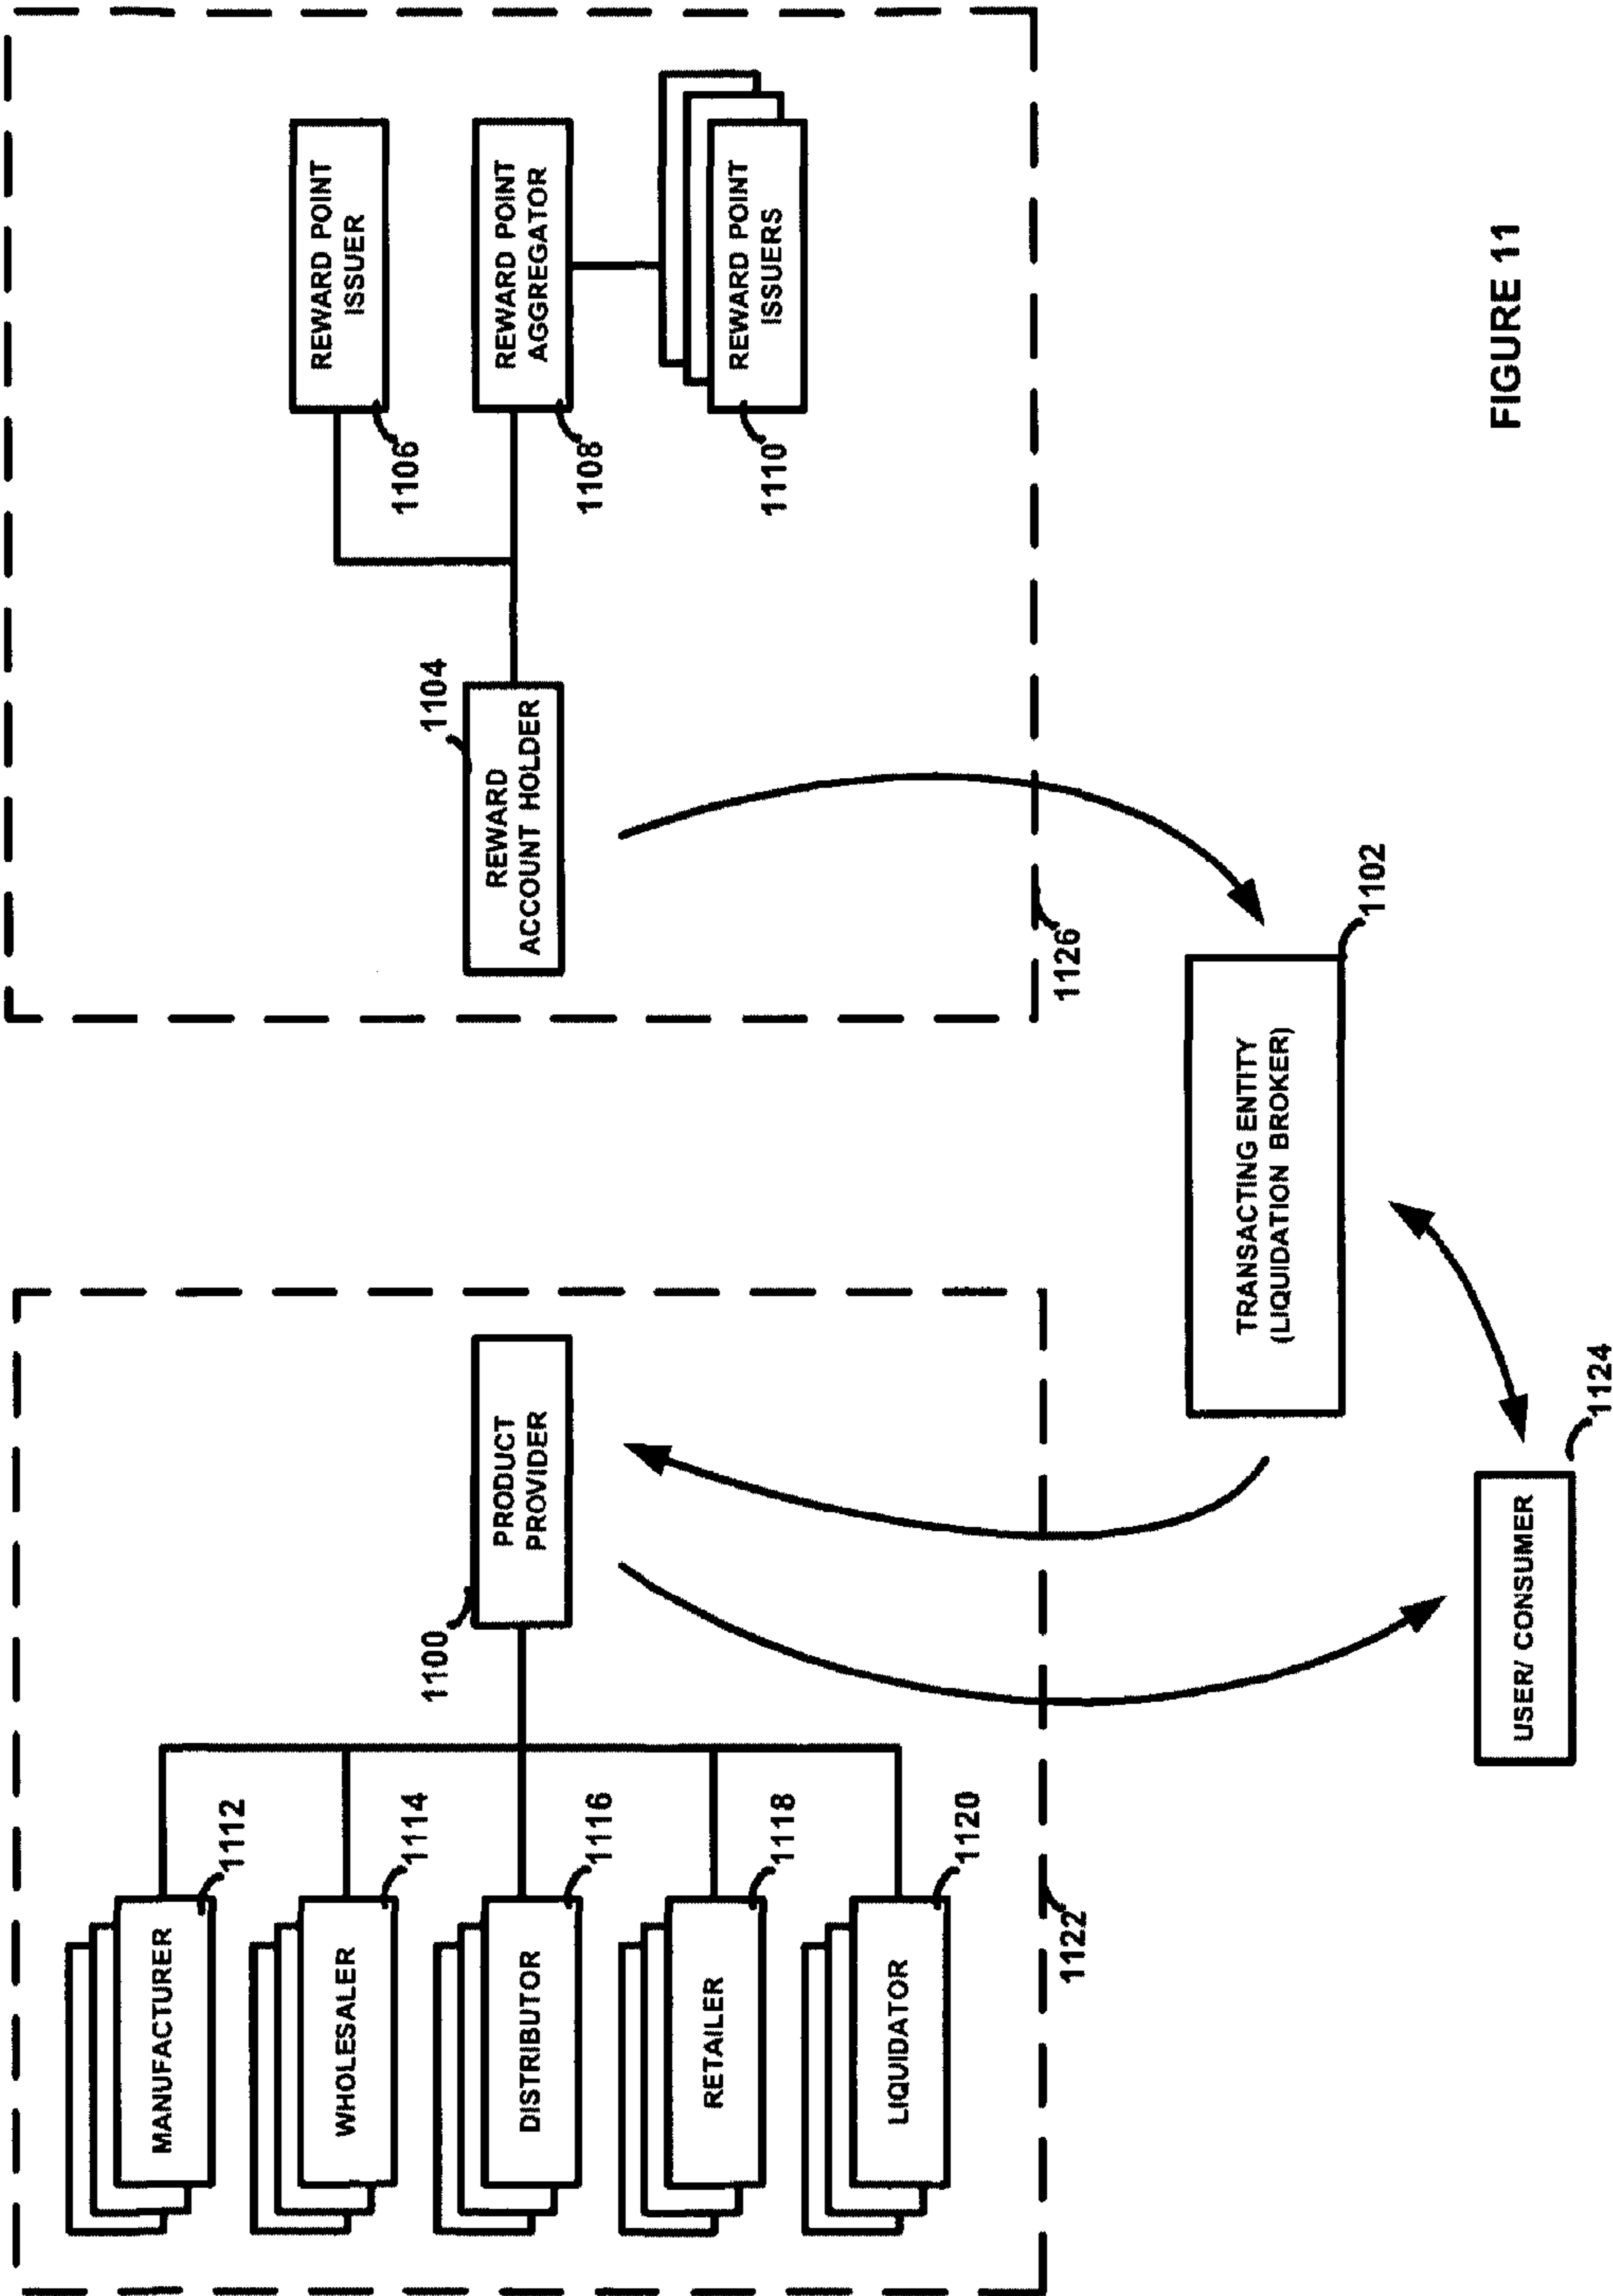 MANUFACTURER
1112
WHOLESALER
1114
DISTRIBUTOR
1116
RETAILER
1118
LIQUIDATOR
1120
1122
1100
PRODUCT
PROVIDER
1104
REWARD
ACCOUNT HOLDER
REWARD POINT
ISSUER
1106
REWARD POINT
AGGREGATOR
1108
REWARD POINT
ISSUERS
1110
1126
TRANSACTING ENTITY
(LIQUIDATION BROKER)
1102
USER/ CONSUMER
1124
FIGURE 11